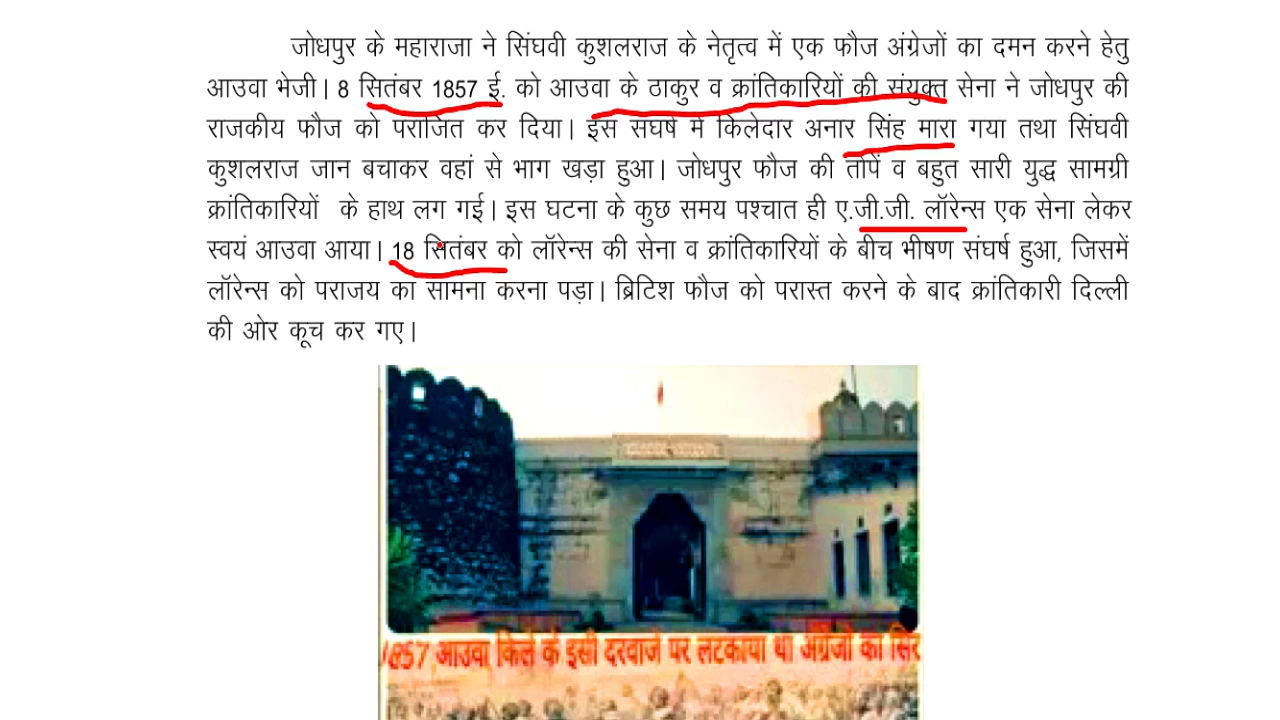 जोधपुर के महाराजा ने सिंघवी कुशलराज के नेतृत्व में एक फौज अंग्रेजों का दमन करने हेतु
आउवा भेजी। 8 सितंबर 1857 ई. को आउवा के ठाकुर व क्रांतिकारियों की संयुक्त सेना ने जोधपुर की
राजकीय फौज को पराजित कर दिया। इस संघर्ष में किलेदार अनार सिंह मारा गया तथा सिंघवी
कुशलराज जान बचाकर वहां से भाग खड़ा हुआ। जोधपुर फौज की तोपें व बहुत सारी युद्ध सामग्री
क्रांतिकारियों के हाथ लग गई। इस घटना के कुछ समय पश्चात ही ए.जी.जी. लॉरेन्स एक सेना लेकर
स्वयं आउवा आया। 18 सितंबर को लॉरेन्स की सेना व क्रांतिकारियों के बीच भीषण संघर्ष हुआ, जिसमें
लॉरेन्स को पराजय का सामना करना पड़ा। ब्रिटिश फौज को परास्त करने के बाद क्रांतिकारी दिल्ली
की ओर कूच कर गए।
1857 आउवा किले के इसी दरवाजे पर लटकाया था अंग्रेजों का सिर